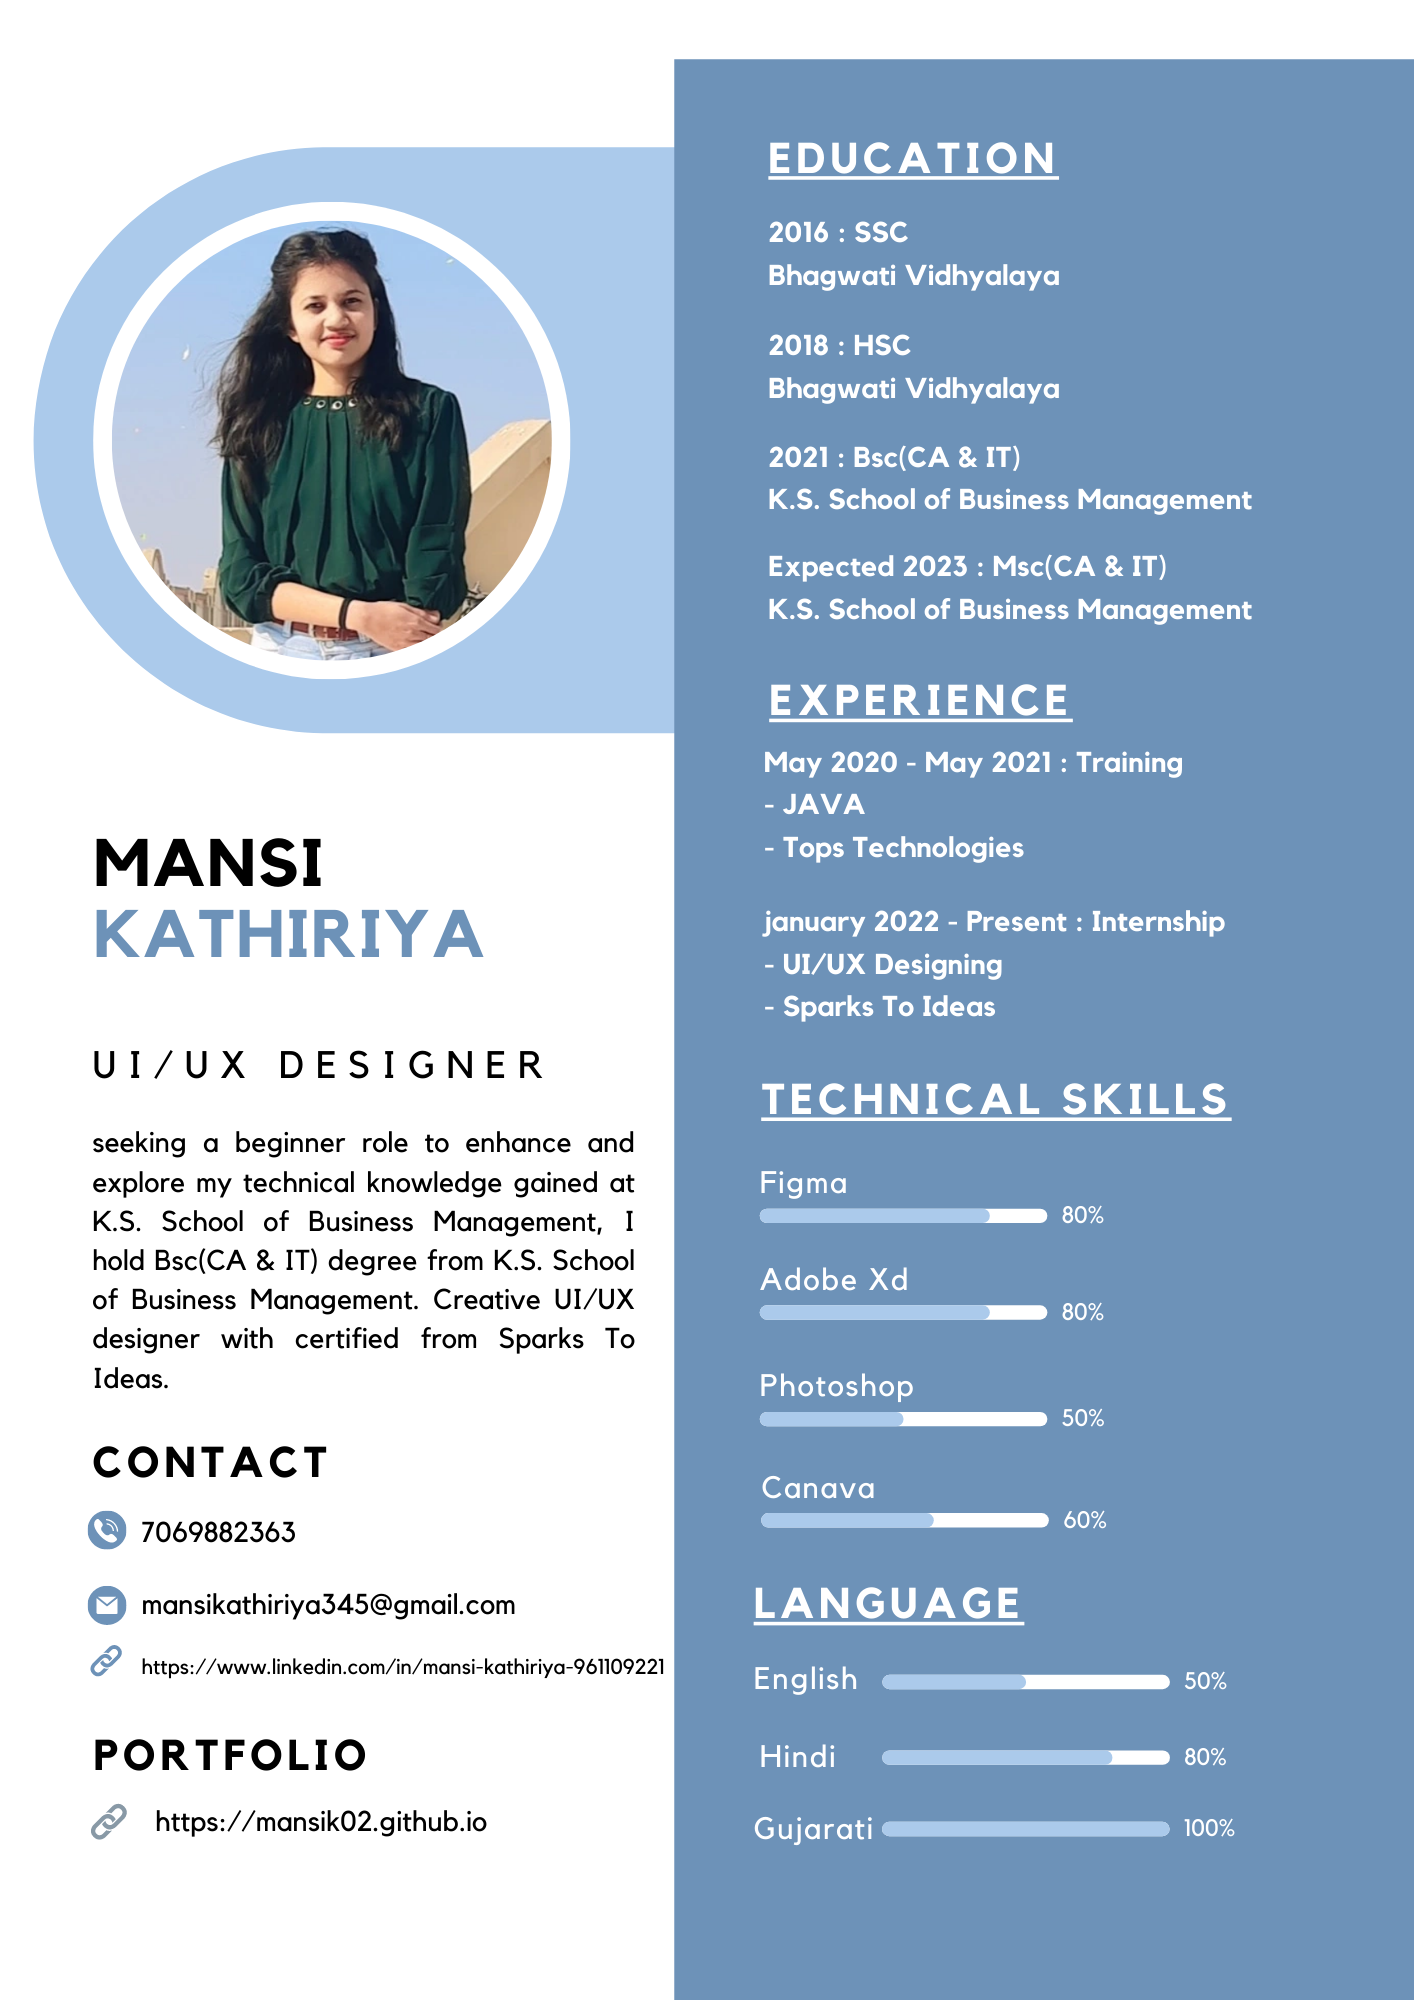 MANSI
KATHIRIYA
UI/UX DESIGNER
seeking a beginner role to enhance and
explore my technical knowledge gained at
K.S. School of Business Management, I
hold Bsc(CA & IT) degree from K.S. School
of Business Management. Creative UI/UX
designer with certified from Sparks To
Ideas.
CONTACT
7069882363
mansikathiriya345@gmail.com
https://www.linkedin.com/in/mansi-kathiriya-961109221
PORTFOLIO
https://mansik02.github.io
EDUCATION
2016 : SSC
Bhagwati Vidhyalaya
2018 : HSC
Bhagwati Vidhyalaya
2021 : Bsc(CA & IT)
K.S. School of Business Management
Expected 2023 : Msc(CA & IT)
K.S. School of Business Management
EXPERIENCE
May 2020 - May 2021 : Training
- JAVA
- Tops Technologies
january 2022 - Present : Internship
- UI/UX Designing
- Sparks To Ideas
TECHNICAL SKILLS
Figma
80%
Adobe Xd
80%
Photoshop
50%
Canava
60%
LANGUAGE
English 50%
Hindi 80%
Gujarati 100%